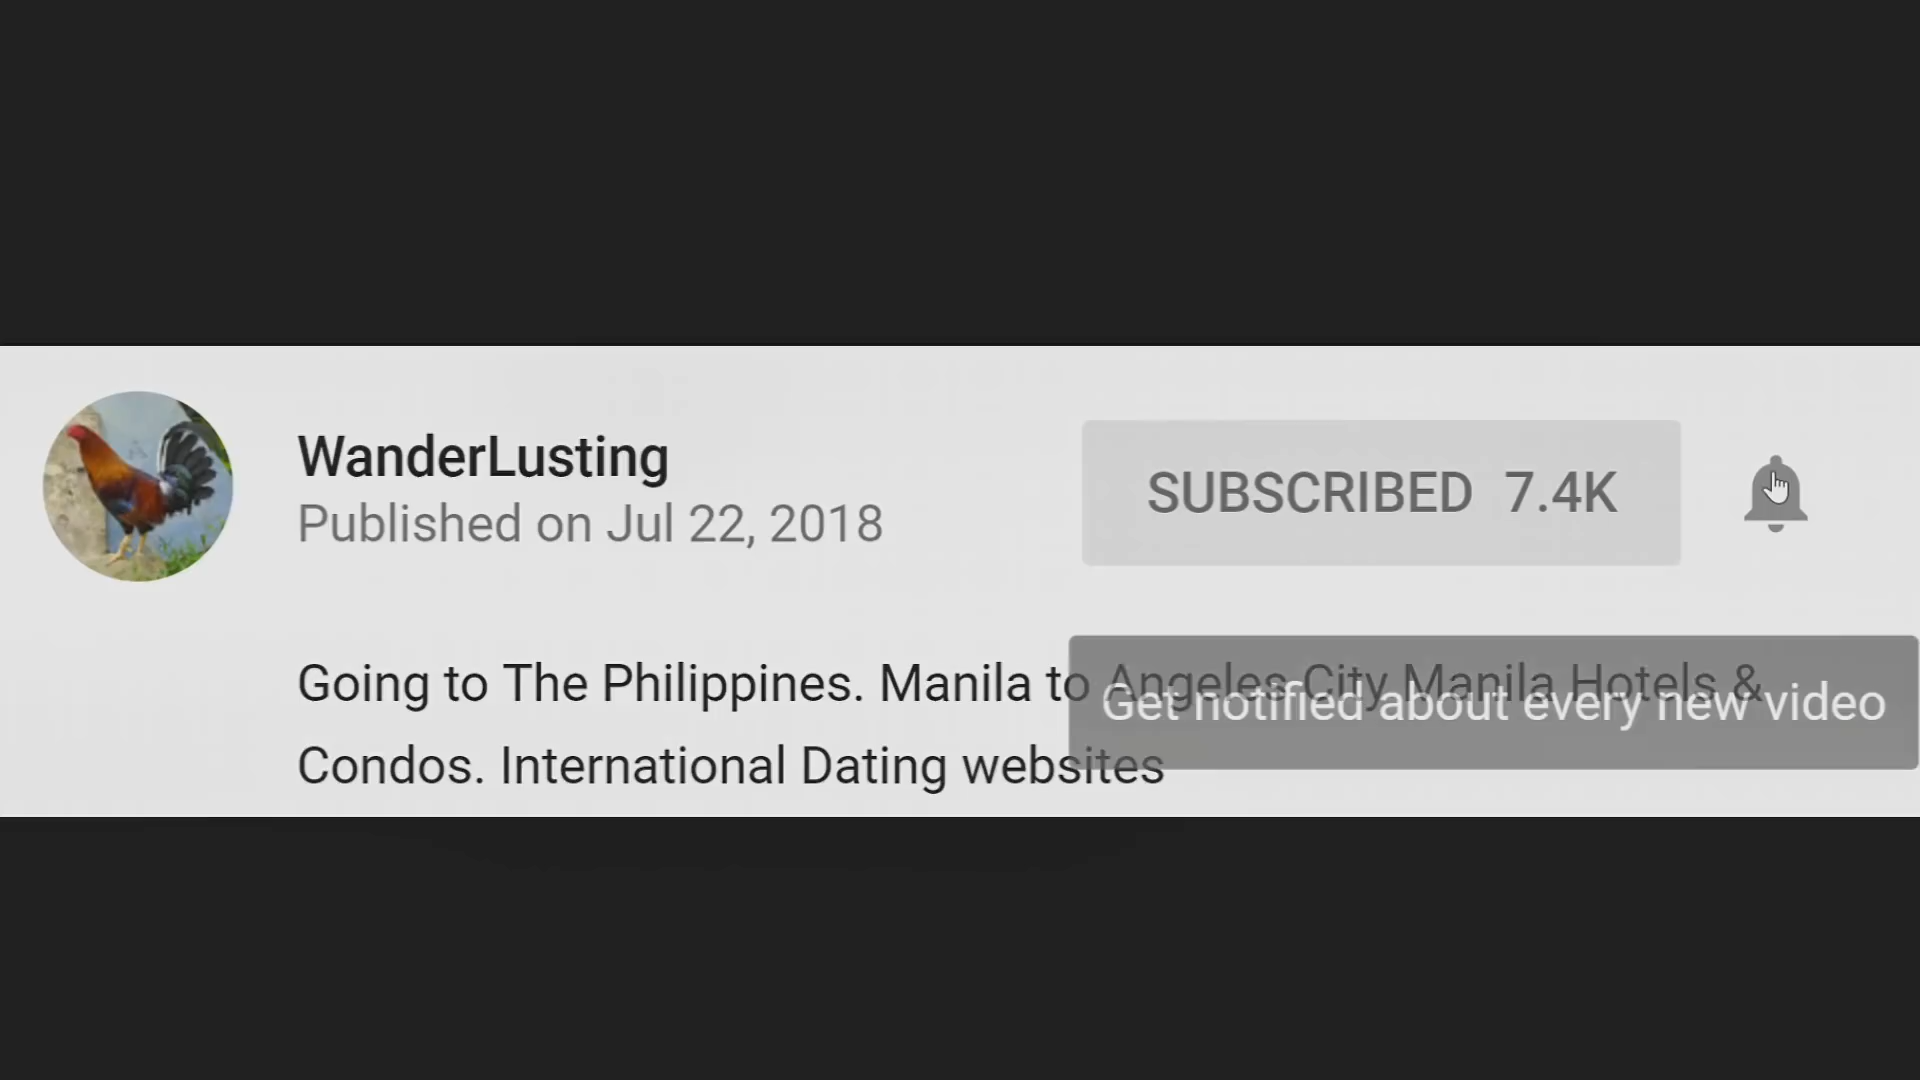 WanderLusting
Published on Jul 22, 2018
SUBSCRIBED 7.4K
Going to The Philippines. Manila to Angeles City Manila Hotels &
Get notified about every new video
Condos. International Dating websites